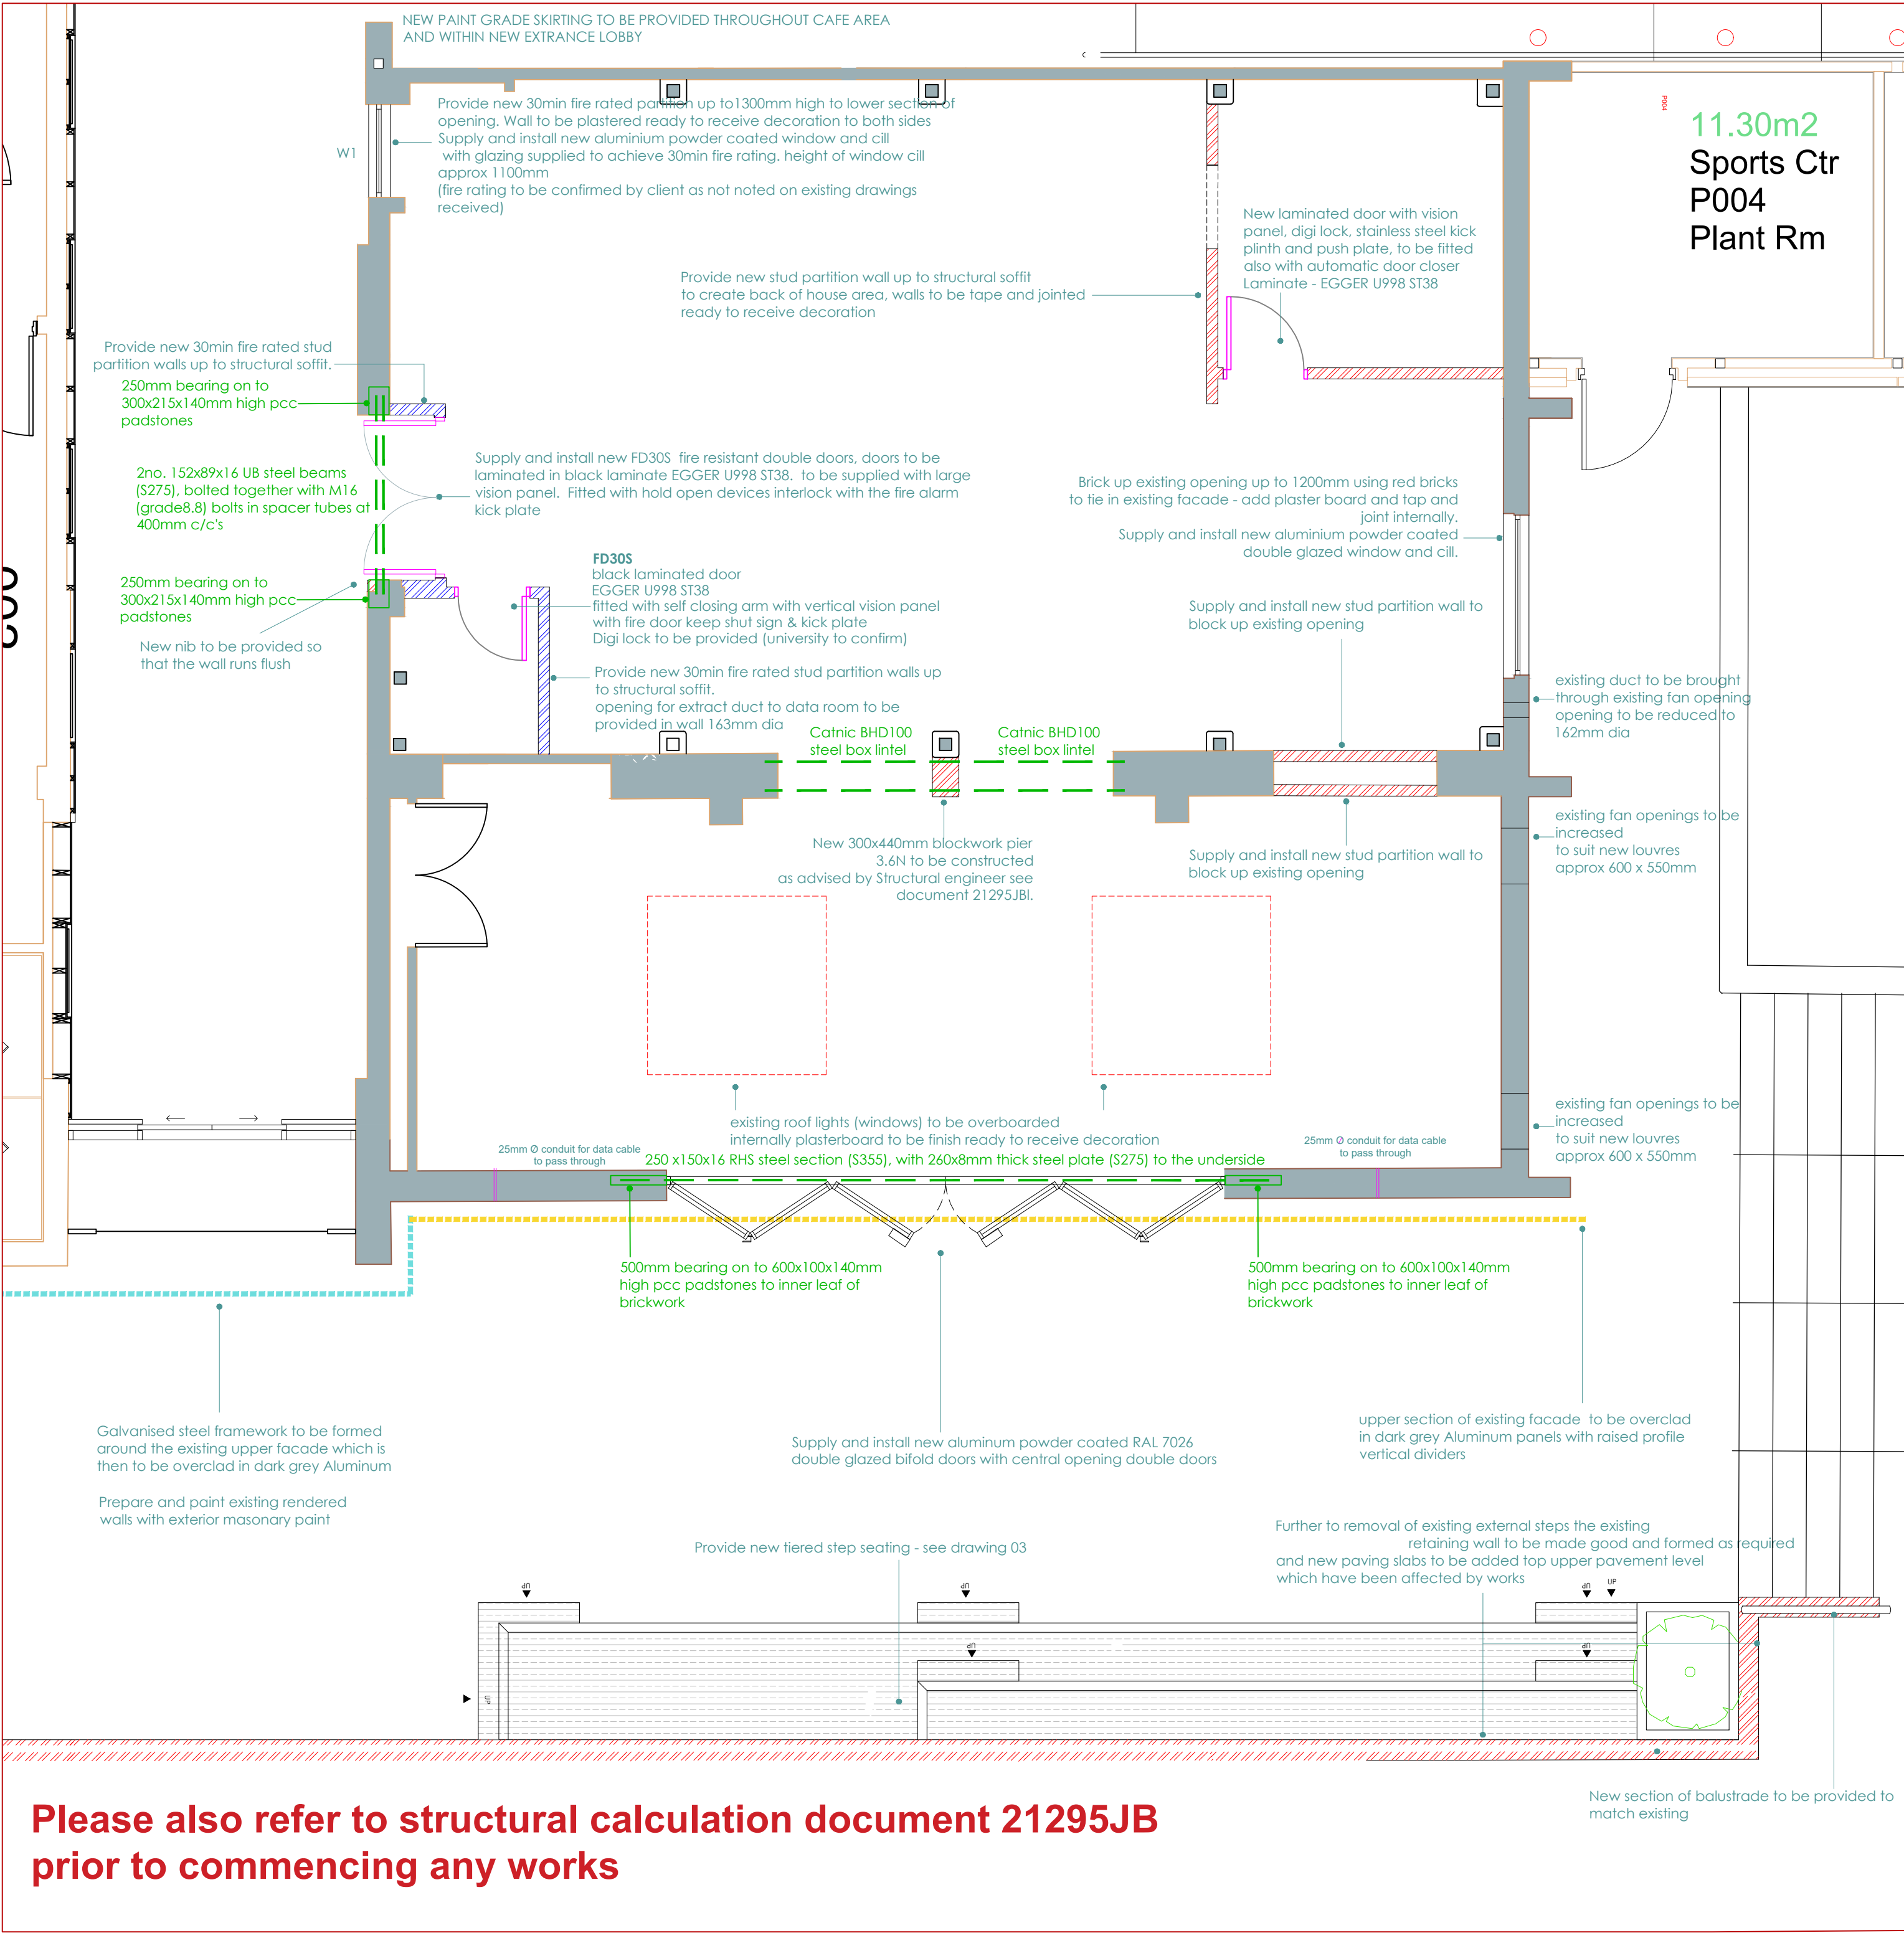 NEW PAINT GRADE SKIRTING TO BE PROVIDED THROUGHOUT CAFE AREA
AND WITHIN NEW EXTRANCE LOBBY
C
P004
11.30m2
Sports Ctr
P004
Plant Rm
Provide new 30min fire rated partition up to1300mm high to lower section of
opening. Wall to be plastered ready to receive decoration to both sides
Supply and install new aluminium powder coated window and cill
with glazing supplied to achieve 30min fire rating. height of window cill
approx 1100mm
(fire rating to be confirmed by client as not noted on existing drawings
received)
W1
New laminated door with vision
panel, digi lock, stainless steel kick
plinth and push plate, to be fitted
also with automatic door closer
Laminate - EGGER U998 ST38
Provide new stud partition wall up to structural soffit
to create back of house area, walls to be tape and jointed
ready to receive decoration
Provide new 30min fire rated stud
partition walls up to structural soffit.
250mm bearing on to
300x215x140mm high pcc
padstones
2no. 152x89x16 UB steel beams
(S275), bolted together with M16
(grade8.8) bolts in spacer tubes at
400mm c/c's
Supply and install new FD30S  fire resistant double doors, doors to be
laminated in black laminate EGGER U998 ST38.  to be supplied with large
vision panel.  Fitted with hold open devices interlock with the fire alarm
kick plate
Brick up existing opening up to 1200mm using red bricks
to tie in existing facade - add plaster board and tap and
joint internally.
Supply and install new aluminium powder coated
double glazed window and cill.
250mm bearing on to
300x215x140mm high pcc
padstones
New nib to be provided so
that the wall runs flush
FD30S
black laminated door
EGGER U998 ST38
fitted with self closing arm with vertical vision panel
with fire door keep shut sign & kick plate
Digi lock to be provided (university to confirm)
Provide new 30min fire rated stud partition walls up
to structural soffit.
opening for extract duct to data room to be
provided in wall 163mm dia
Supply and install new stud partition wall to
block up existing opening
existing duct to be brought
through existing fan opening
opening to be reduced to
162mm dia
Catnic BHD100
steel box lintel
Catnic BHD100
steel box lintel
New 300x440mm blockwork pier
3.6N to be constructed
as advised by Structural engineer see
document 21295JBI.
Supply and install new stud partition wall to
block up existing opening
existing fan openings to be
increased
to suit new louvres
approx 600 x 550mm
existing roof lights (windows) to be overboarded
internally plasterboard to be finish ready to receive decoration
existing fan openings to be
increased
to suit new louvres
approx 600 x 550mm
25mm Ø conduit for data cable
to pass through
250 x150x16 RHS steel section (S355), with 260x8mm thick steel plate (S275) to the underside
25mm Ø conduit for data cable
to pass through
500mm bearing on to 600x100x140mm
high pcc padstones to inner leaf of
brickwork
500mm bearing on to 600x100x140mm
high pcc padstones to inner leaf of
brickwork
Galvanised steel framework to be formed
around the existing upper facade which is
then to be overclad in dark grey Aluminum
Prepare and paint existing rendered
walls with exterior masonary paint
Supply and install new aluminum powder coated RAL 7026
double glazed bifold doors with central opening double doors
upper section of existing facade  to be overclad
in dark grey Aluminum panels with raised profile
vertical dividers
Provide new tiered step seating - see drawing 03
Further to removal of existing external steps the existing
retaining wall to be made good and formed as required
and new paving slabs to be added top upper pavement level
which have been affected by works
UP
UP
UP
UP
UP
UP
UP
New section of balustrade to be provided to
match existing
Please also refer to structural calculation document 21295JB
prior to commencing any works